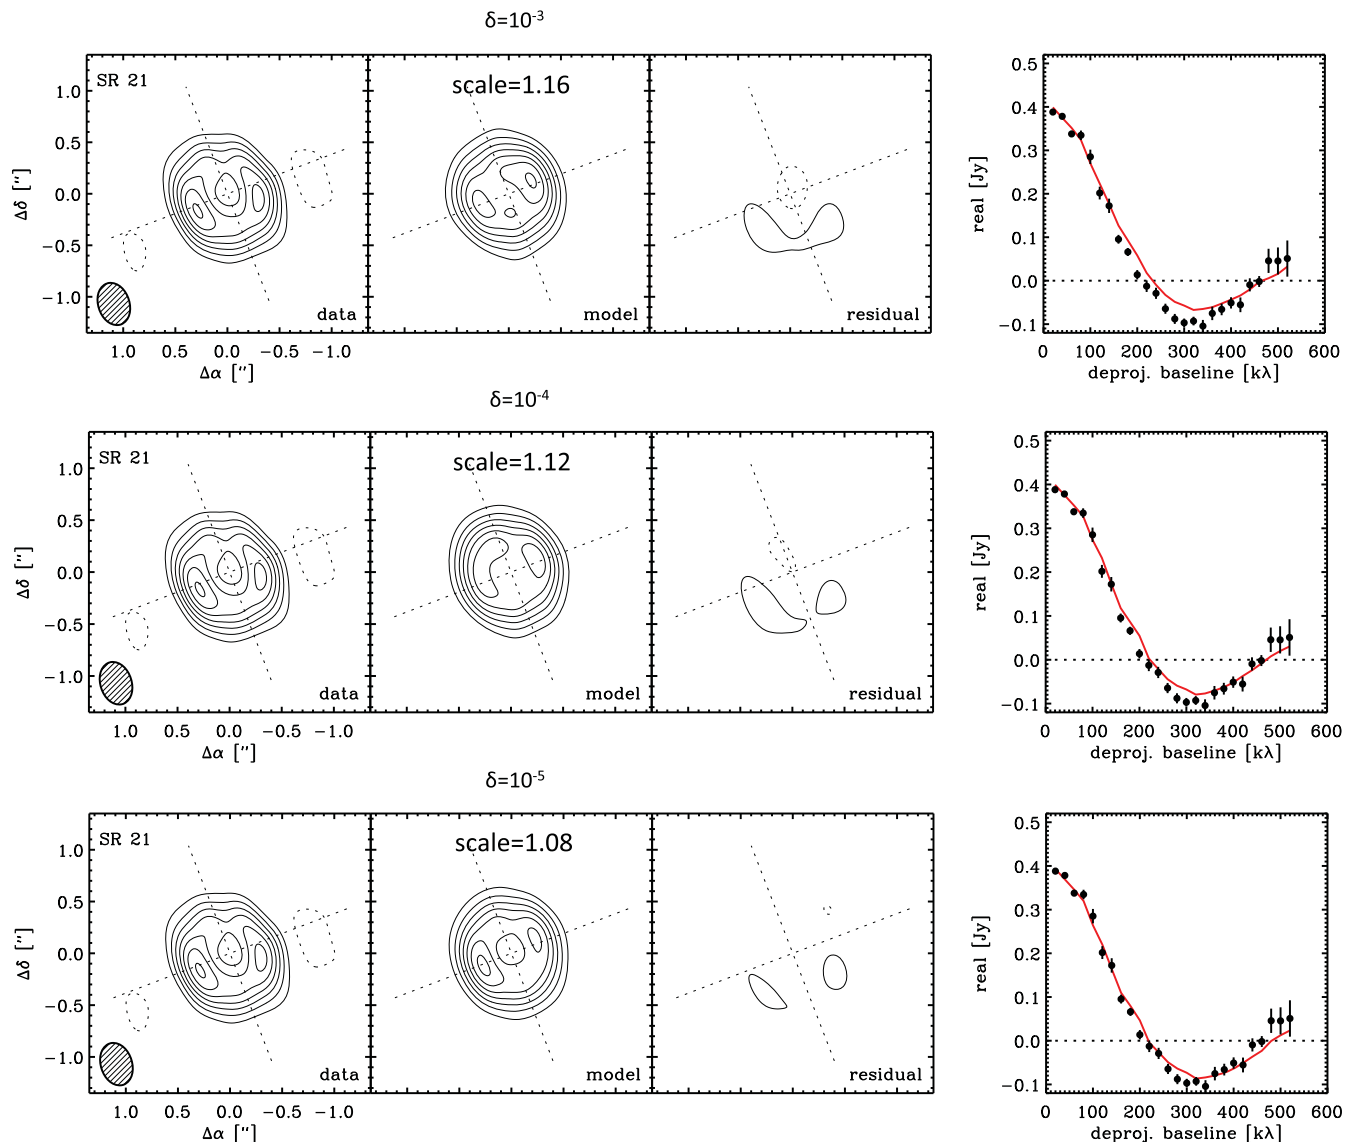 δ=10⁻³
SR 21
scale=1.16
data
model
residual
1.0
0.5
0.0
−0.5
−1.0
Δδ ["]
1.0 0.5 0.0 −0.5 −1.0
Δα ["]
0.5
0.4
0.3
0.2
0.1
0.0
−0.1
real [Jy]
0 100 200 300 400 500 600
deproj. baseline [kλ]
δ=10⁻⁴
SR 21
scale=1.12
data
model
residual
1.0
0.5
0.0
−0.5
−1.0
Δδ ["]
1.0 0.5 0.0 −0.5 −1.0
Δα ["]
0.5
0.4
0.3
0.2
0.1
0.0
−0.1
real [Jy]
0 100 200 300 400 500 600
deproj. baseline [kλ]
δ=10⁻⁵
SR 21
scale=1.08
data
model
residual
1.0
0.5
0.0
−0.5
−1.0
Δδ ["]
1.0 0.5 0.0 −0.5 −1.0
Δα ["]
0.5
0.4
0.3
0.2
0.1
0.0
−0.1
real [Jy]
0 100 200 300 400 500 600
deproj. baseline [kλ]